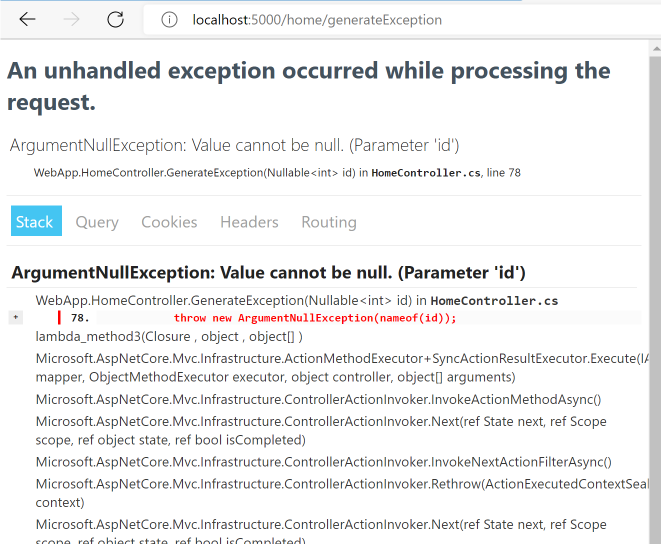 localhost:5000/home/generateException
An unhandled exception occurred while processing the
request.
ArgumentNullException: Value cannot be null. (Parameter 'id')
WebApp.HomeController.GenerateException(Nullable<int> id) in HomeController.cs, line 78
Stack Query Cookies Headers Routing
ArgumentNullException: Value cannot be null. (Parameter 'id')
WebApp.HomeController.GenerateException(Nullable<int> id) in HomeController.cs
+ 78. throw new ArgumentNullException(nameof(id));
lambda_method3(Closure , object , object[] )
Microsoft.AspNetCore.Mvc.Infrastructure.ActionMethodExecutor+SyncActionResultExecutor.Execute(IA
mapper, ObjectMethodExecutor executor, object controller, object[] arguments)
Microsoft.AspNetCore.Mvc.Infrastructure.ControllerActionInvoker.InvokeActionMethodAsync()
Microsoft.AspNetCore.Mvc.Infrastructure.ControllerActionInvoker.Next(ref State next, ref Scope
scope, ref object state, ref bool isCompleted)
Microsoft.AspNetCore.Mvc.Infrastructure.ControllerActionInvoker.InvokeNextActionFilterAsync()
Microsoft.AspNetCore.Mvc.Infrastructure.ControllerActionInvoker.Rethrow(ActionExecutedContextSeal
context)
Microsoft.AspNetCore.Mvc.Infrastructure.ControllerActionInvoker.Next(ref State next, ref Scope
scope, ref object state, ref bool isCompleted)